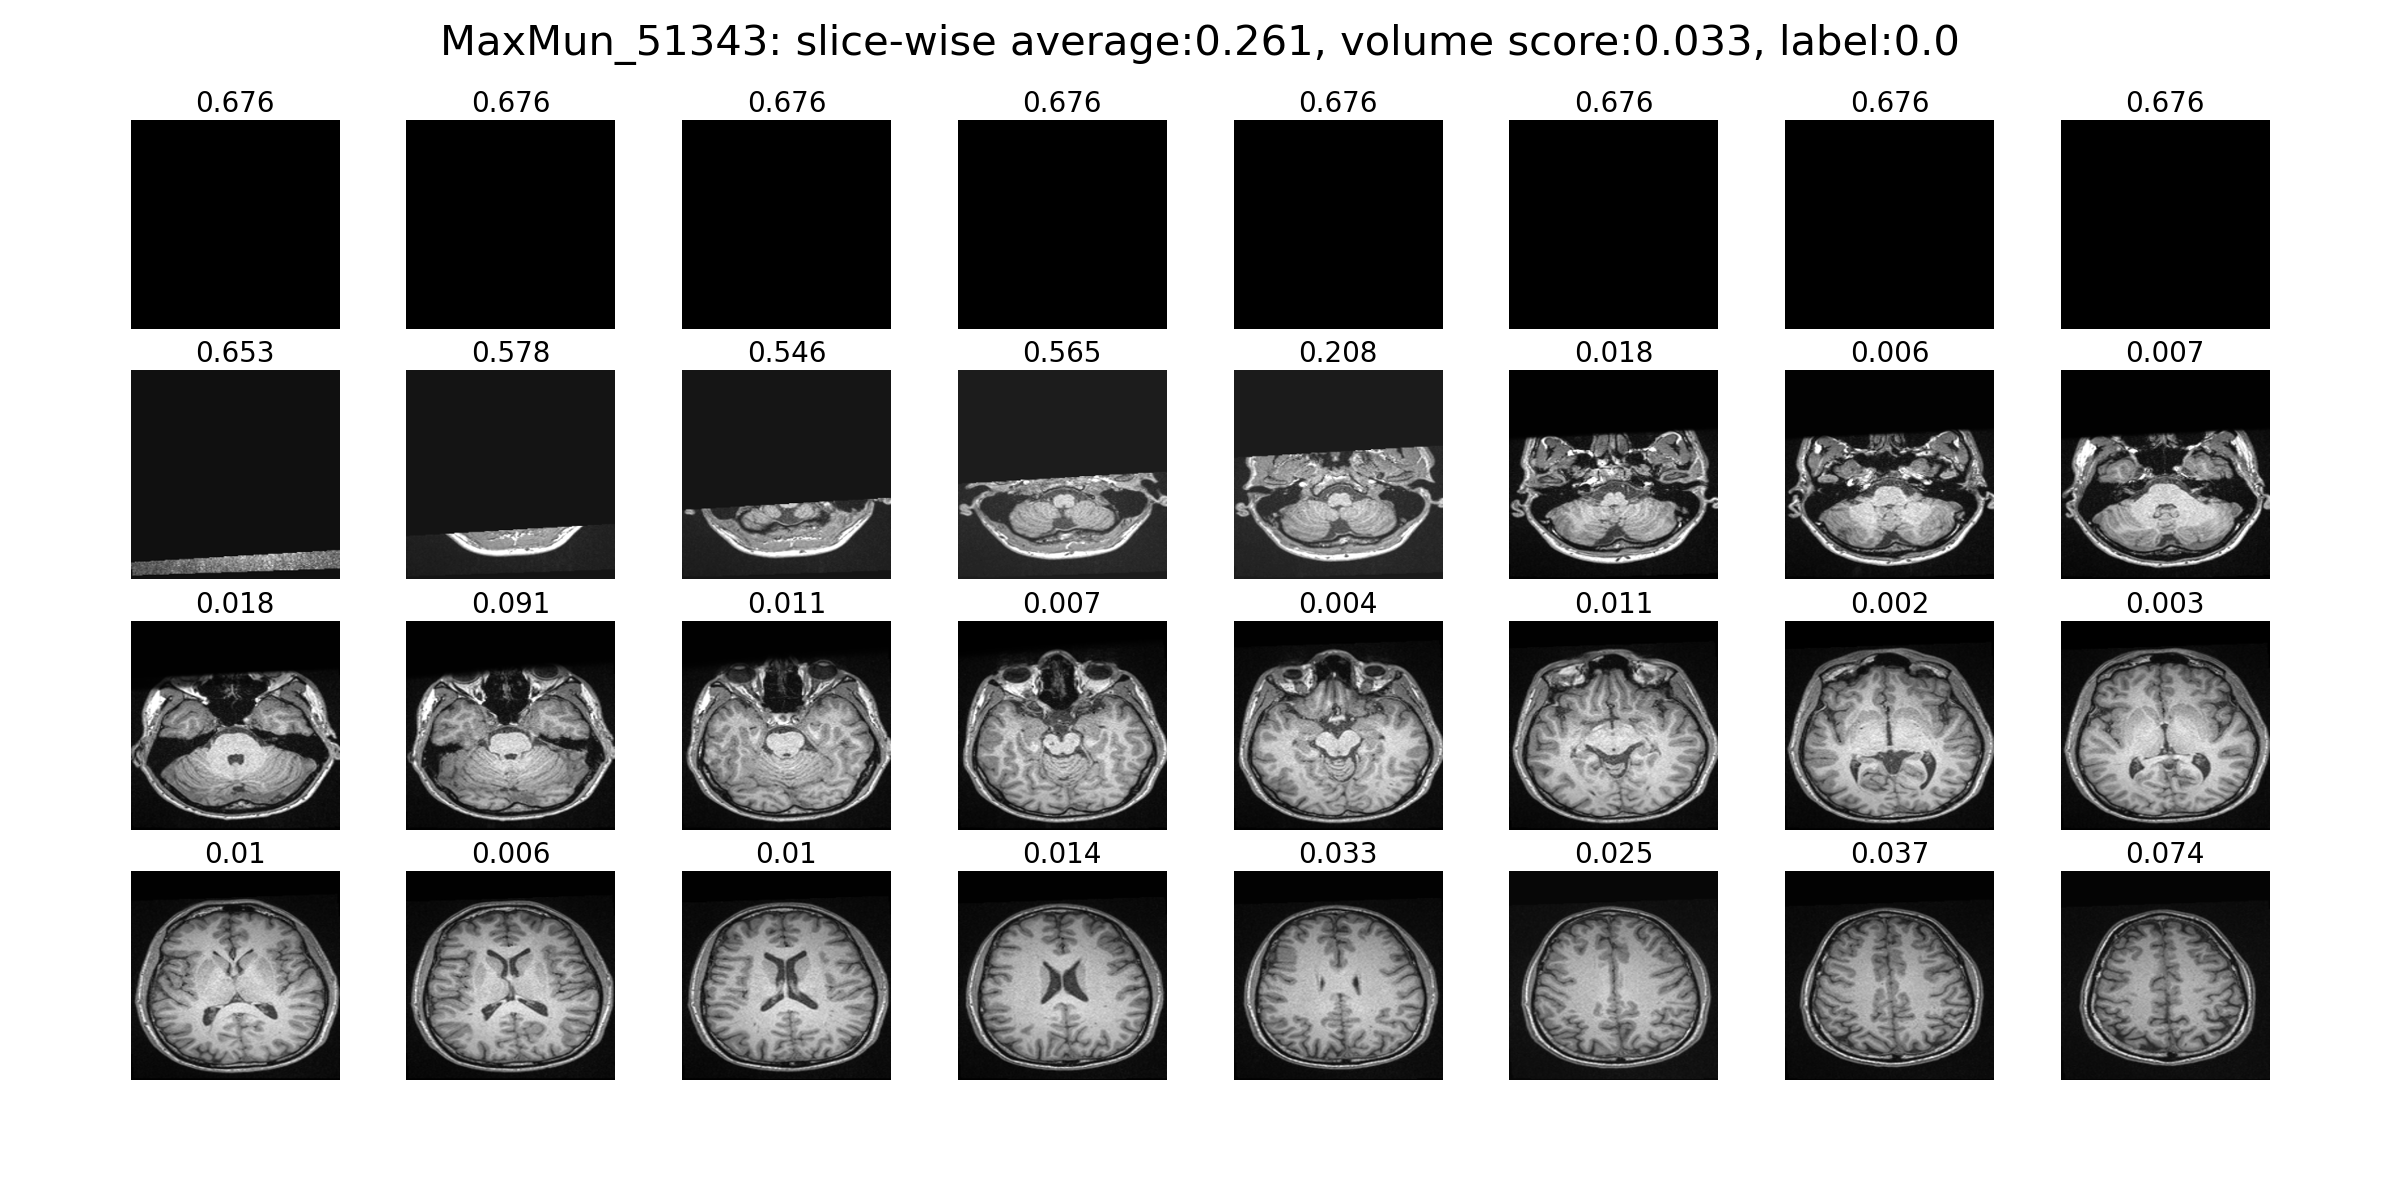 MaxMun_51343: slice-wise average:0.261, volume score:0.033, label:0.0
0.676 0.676 0.676 0.676 0.676 0.676 0.676 0.676
0.653 0.578 0.546 0.565 0.208 0.018 0.006 0.007
0.018 0.091 0.011 0.007 0.004 0.011 0.002 0.003
0.01 0.006 0.01 0.014 0.033 0.025 0.037 0.074